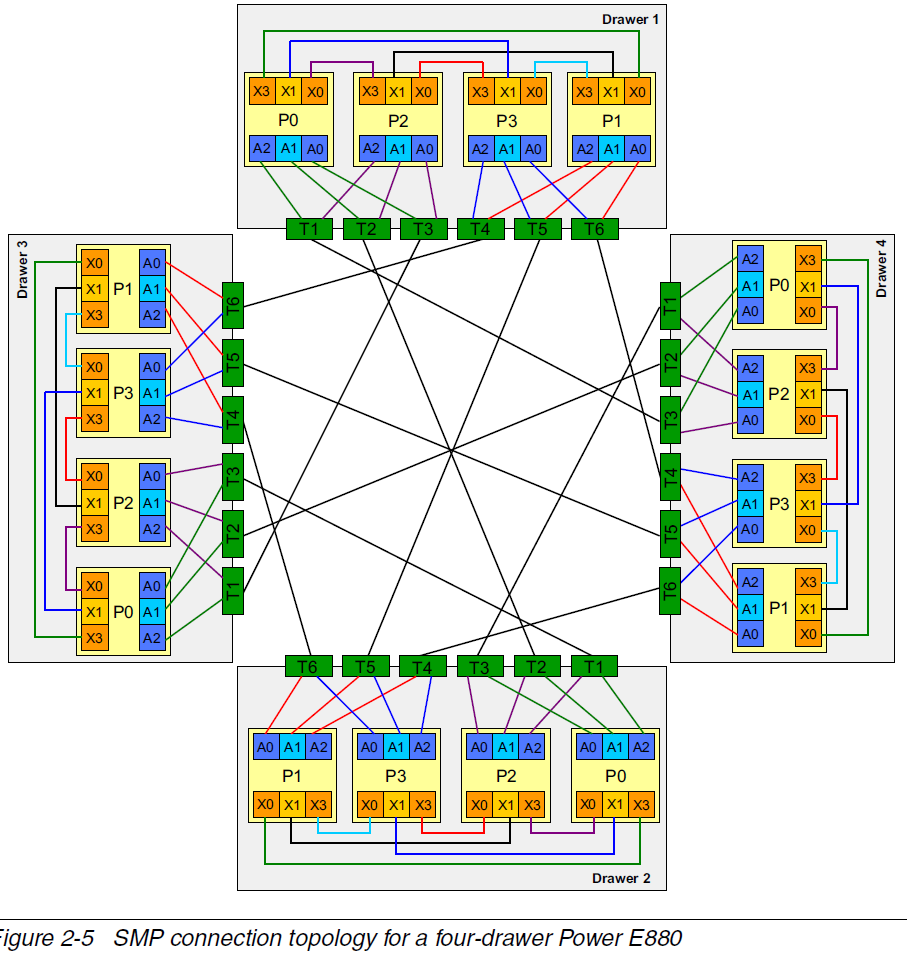 Drawer 1
X3 X1 X0 X3 X1 X0 X3 X1 X0 X3 X1 X0
P0 P2 P3 P1
A2 A1 A0 A2 A1 A0 A2 A1 A0 A2 A1 A0
T1 T2 T3 T4 T5 T6
Drawer 3
X0 A0
X1 P1 A1
X3 A2
X0 A0
X1 P3 A1
X3 A2
X0 A0
X1 P2 A1
X3 A2
X0 A0
X1 P0 A1
X3 A2
T6
T5
T4
T3
T2
T1
Drawer 4
T1
T2
T3
T4
T5
T6
A2 X3
A1 P0 X1
A0 X0
A2 X3
A1 P2 X1
A0 X0
A2 X3
A1 P3 X1
A0 X0
A2 X3
A1 P1 X1
A0 X0
T6 T5 T4 T3 T2 T1
A0 A1 A2 A0 A1 A2 A0 A1 A2 A0 A1 A2
P1 P3 P2 P0
X0 X1 X3 X0 X1 X3 X0 X1 X3 X0 X1 X3
Drawer 2
igure 2-5 SMP connection topology for a four-drawer Power E880